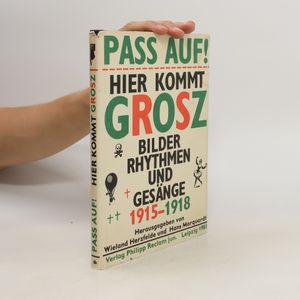 PASS AUF!
HIER KOMMT
GROSZ
BILDER
RHYTHMEN
UND
GESÄNGE
1915-1918
Herausgegeben von
Wieland Herzfelde und Hans Marquardt
Verlag Philipp Reclam jun. Leipzig 1981
PASS AUF! HIER KOMMT GROSZ